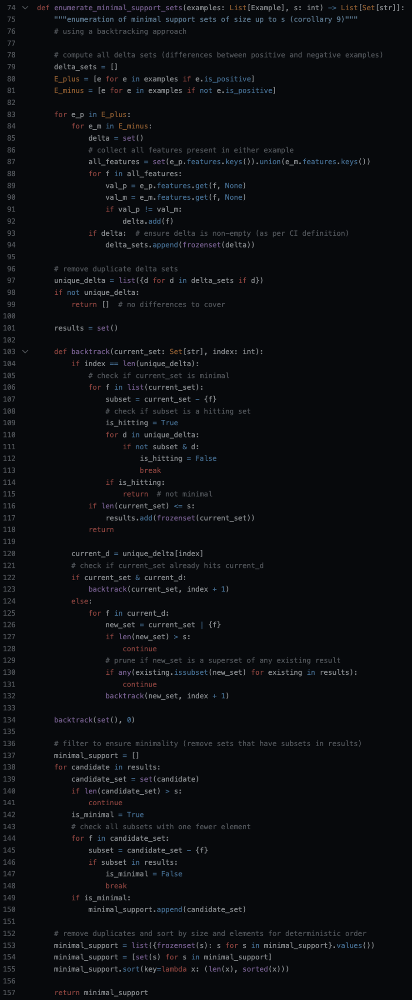 74 def enumerate_minimal_support_sets(examples: List[Example], s: int) -> List[Set[str]]:
75     """enumeration of minimal support sets of size up to s (corollary 9)"""
76     # using a backtracking approach
77
78     # compute all delta sets (differences between positive and negative examples)
79     delta_sets = []
80     E_plus = [e for e in examples if e.is_positive]
81     E_minus = [e for e in examples if not e.is_positive]
82
83     for e_p in E_plus:
84         for e_m in E_minus:
85             delta = set()
86             # collect all features present in either example
87             all_features = set(e_p.features.keys()).union(e_m.features.keys())
88             for f in all_features:
89                 val_p = e_p.features.get(f, None)
90                 val_m = e_m.features.get(f, None)
91                 if val_p != val_m:
92                     delta.add(f)
93             if delta:  # ensure delta is non-empty (as per CI definition)
94                 delta_sets.append(frozenset(delta))
95
96     # remove duplicate delta sets
97     unique_delta = list({d for d in delta_sets if d})
98     if not unique_delta:
99         return []  # no differences to cover
100
101     results = set()
102
103     def backtrack(current_set: Set[str], index: int):
104         if index == len(unique_delta):
105             # check if current_set is minimal
106             for f in list(current_set):
107                 subset = current_set - {f}
108                 # check if subset is a hitting set
109                 is_hitting = True
110                 for d in unique_delta:
111                     if not subset & d:
112                         is_hitting = False
113                         break
114                 if is_hitting:
115                     return  # not minimal
116             if len(current_set) <= s:
117                 results.add(frozenset(current_set))
118             return
119
120         current_d = unique_delta[index]
121         # check if current_set already hits current_d
122         if current_set & current_d:
123             backtrack(current_set, index + 1)
124         else:
125             for f in current_d:
126                 new_set = current_set | {f}
127                 if len(new_set) > s:
128                     continue
129                 # prune if new_set is a superset of any existing result
130                 if any(existing.issubset(new_set) for existing in results):
131                     continue
132                 backtrack(new_set, index + 1)
133
134     backtrack(set(), 0)
135
136     # filter to ensure minimality (remove sets that have subsets in results)
137     minimal_support = []
138     for candidate in results:
139         candidate_set = set(candidate)
140         if len(candidate_set) > s:
141             continue
142         is_minimal = True
143         # check all subsets with one fewer element
144         for f in candidate_set:
145             subset = candidate_set - {f}
146             if subset in results:
147                 is_minimal = False
148                 break
149         if is_minimal:
150             minimal_support.append(candidate_set)
151
152     # remove duplicates and sort by size and elements for deterministic order
153     minimal_support = list({frozenset(s): s for s in minimal_support}.values())
154     minimal_support = [set(s) for s in minimal_support]
155     minimal_support.sort(key=lambda x: (len(x), sorted(x)))
156
157     return minimal_support